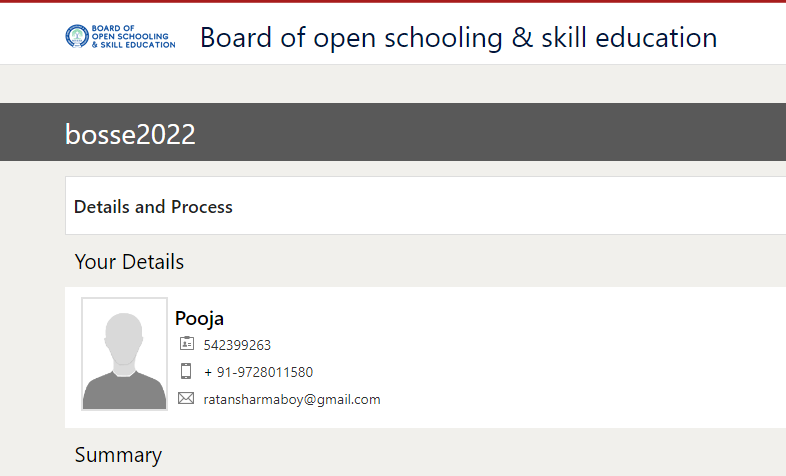 BOARD OF
OPEN SCHOOLING
& SKILL EDUCATION
Board of open schooling & skill education
bosse2022
Details and Process
Your Details
Pooja
542399263
+ 91-9728011580
ratansharmaboy@gmail.com
Summary